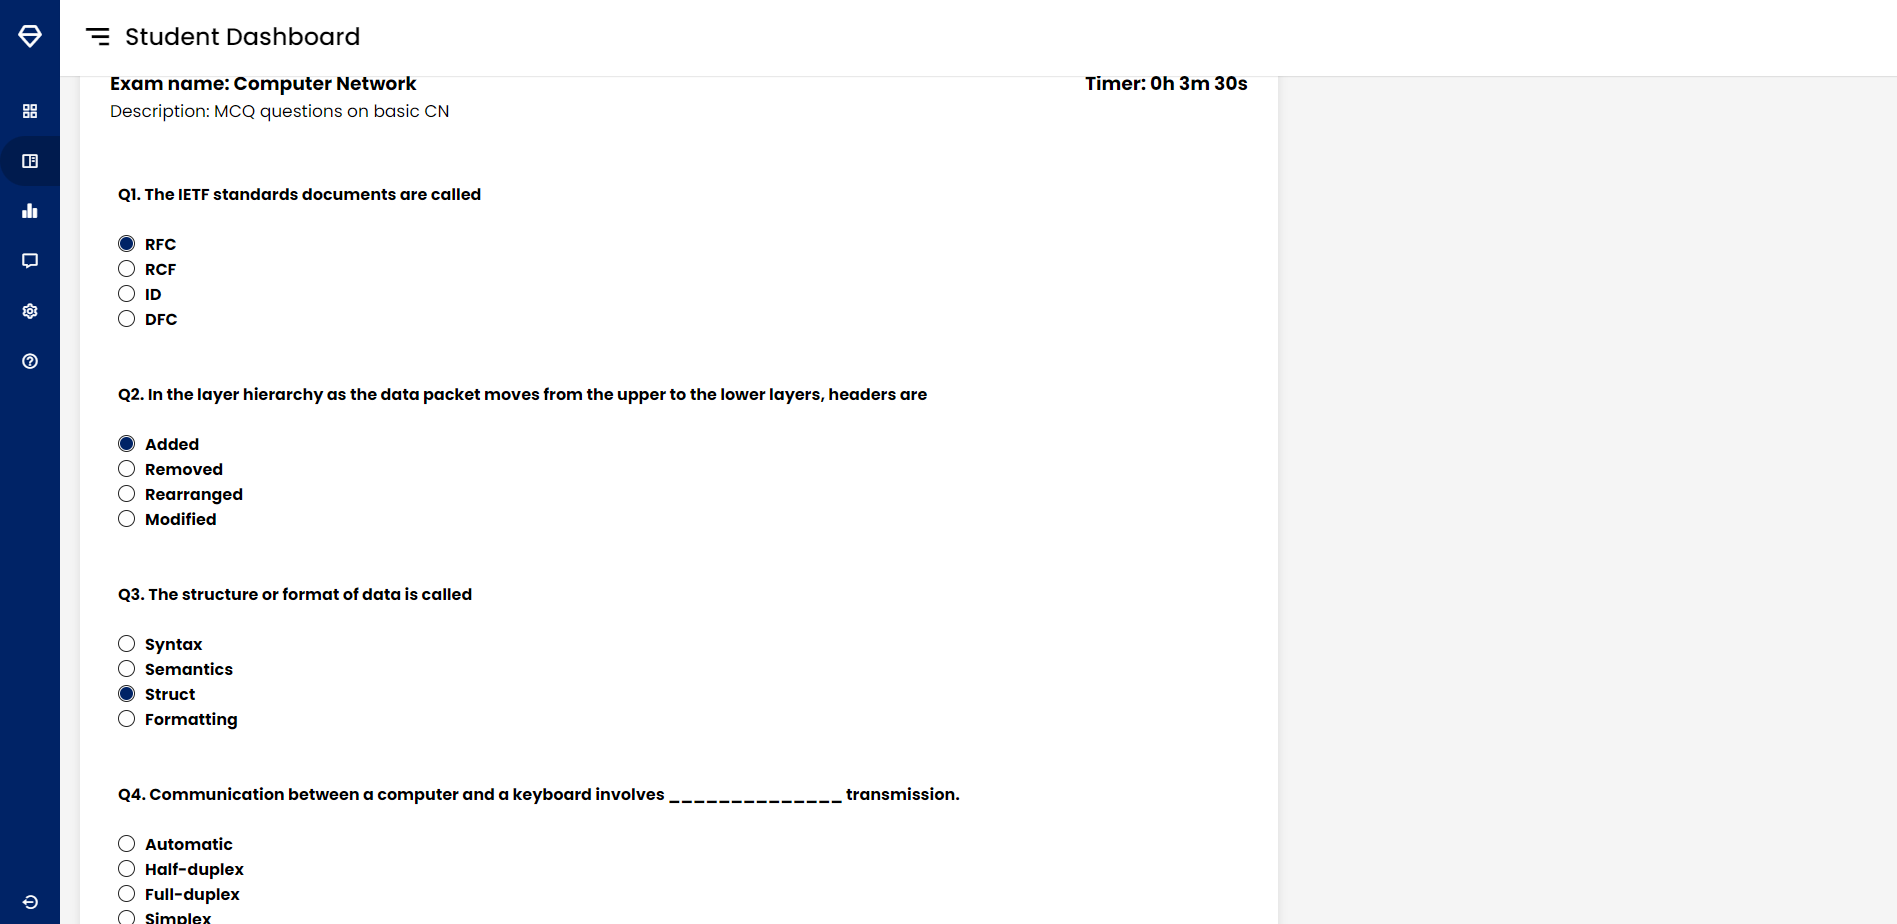 Student Dashboard
Exam name: Computer Network
Timer: 0h 3m 30s
Description: MCQ questions on basic CN
Q1. The IETF standards documents are called
RFC
RCF
ID
DFC
Q2. In the layer hierarchy as the data packet moves from the upper to the lower layers, headers are
Added
Removed
Rearranged
Modified
Q3. The structure or format of data is called
Syntax
Semantics
Struct
Formatting
Q4. Communication between a computer and a keyboard involves ______________ transmission.
Automatic
Half-duplex
Full-duplex
Simplex